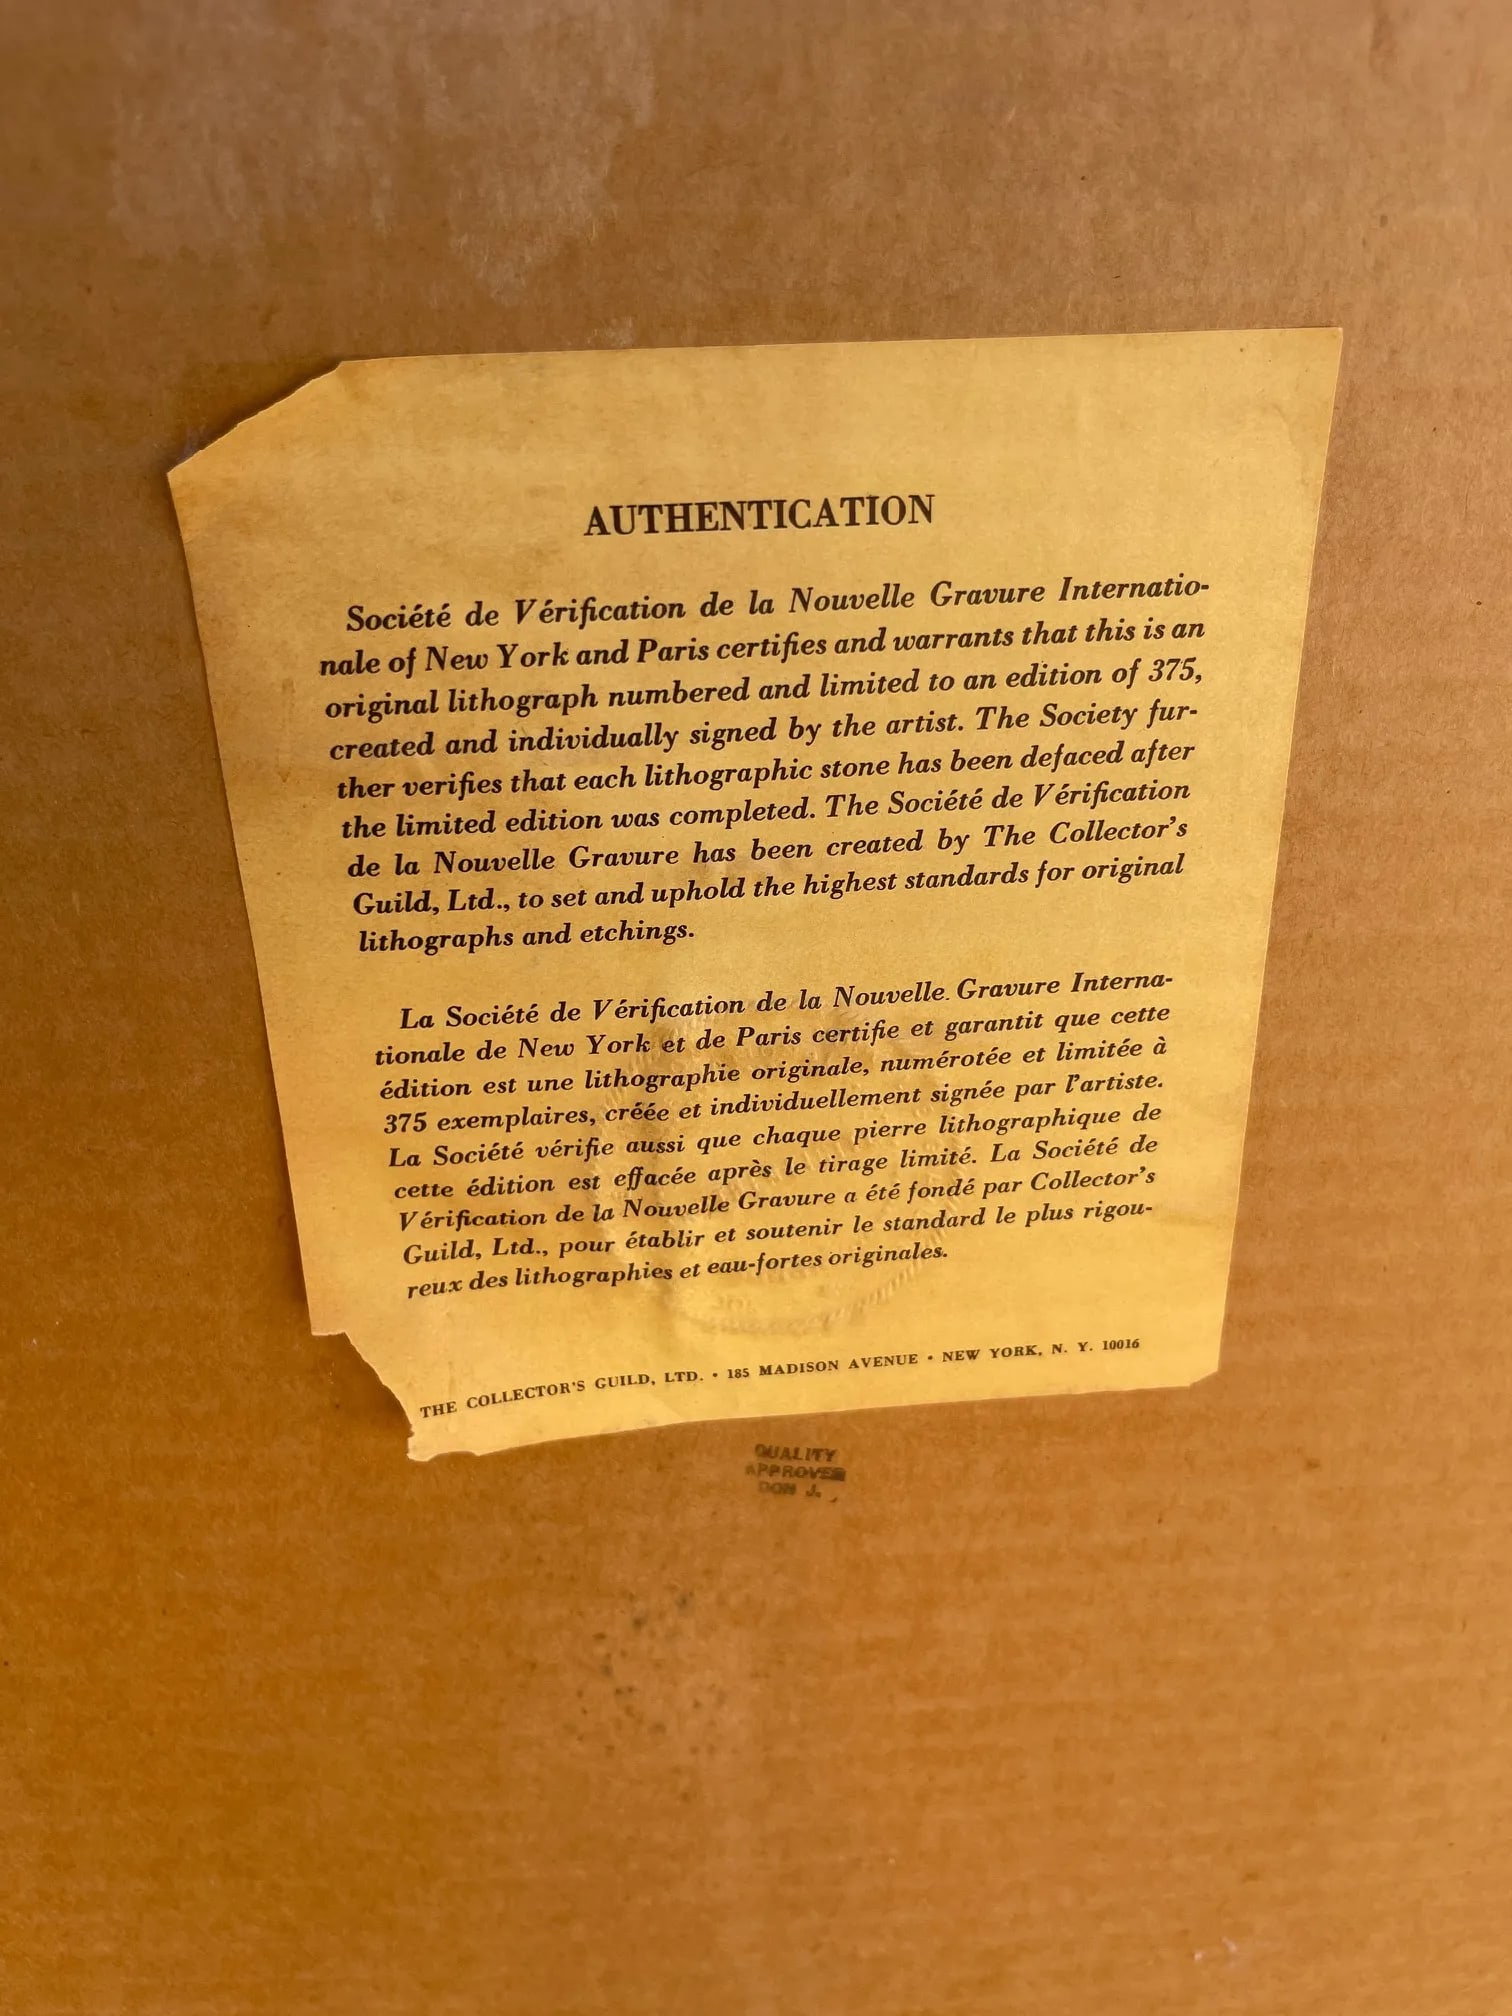 AUTHENTICATION
Société de Vérification de la Nouvelle Gravure Internatio-
nale of New York and Paris certifies and warrants that this is an
original lithograph numbered and limited to an edition of 375,
created and individually signed by the artist. The Society fur-
ther verifies that each lithographic stone has been defaced after
the limited edition was completed. The Société de Vérification
de la Nouvelle Gravure has been created by The Collector's
Guild, Ltd., to set and uphold the highest standards for original
lithographs and etchings.
La Société de Vérification de la Nouvelle Gravure Interna-
tionale de New York et de Paris certifie et garantit que cette
édition est une lithographie originale, numérotée et limitée à
375 exemplaires, créée et individuellement signée par l'artiste.
La Société vérifie aussi que chaque pierre lithographique de
cette édition est effacée après le tirage limité. La Société de
Vérification de la Nouvelle Gravure a été fondé par Collector's
Guild, Ltd., pour établir et soutenir le standard le plus rigou-
reux des lithographies et eau-fortes originales.
THE COLLECTOR'S GUILD, LTD. • 185 MADISON AVENUE • NEW YORK, N. Y. 10016
QUALITY
APPROVED
DON J.